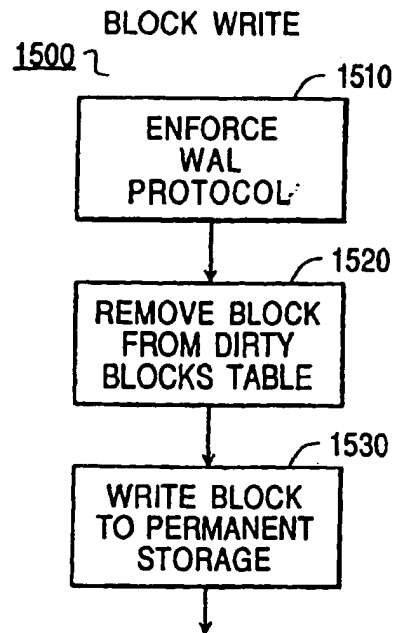 BLOCK WRITE
1500
1510
ENFORCE
WAL
PROTOCOL
1520
REMOVE BLOCK
FROM DIRTY
BLOCKS TABLE
1530
WRITE BLOCK
TO PERMANENT
STORAGE